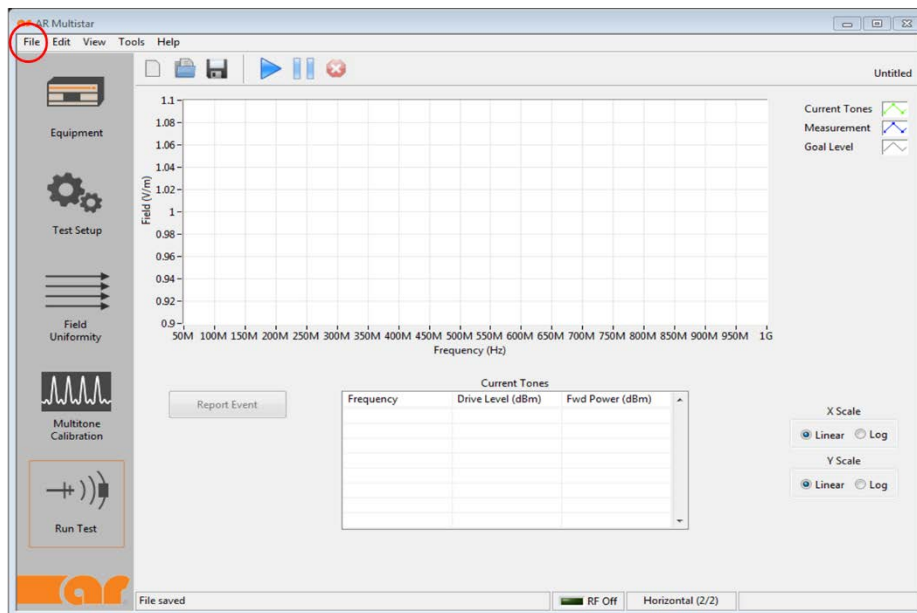 AR Multistar
File Edit View Tools Help
Untitled
Equipment
Test Setup
Field
Uniformity
Multitone
Calibration
Run Test
ar
1.1
1.08
1.06
1.04
1.02
1
0.98
0.96
0.94
0.92
0.9
Field (V/m)
50M 100M 150M 200M 250M 300M 350M 400M 450M 500M 550M 600M 650M 700M 750M 800M 850M 900M 950M 1G
Frequency (Hz)
Current Tones
Measurement
Goal Level
Report Event
Current Tones
Frequency Drive Level (dBm) Fwd Power (dBm)
X Scale
Linear Log
Y Scale
Linear Log
File saved RF Off Horizontal (2/2)